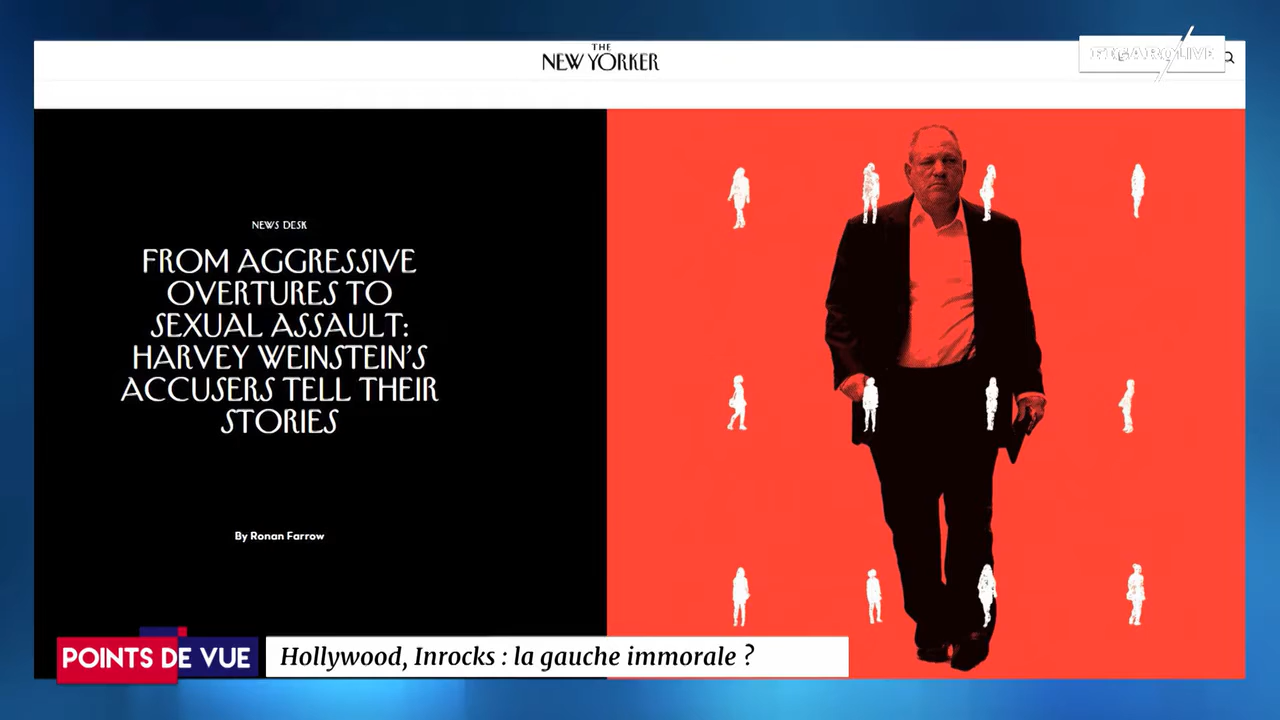 THE
NEW YORKER
FIGARO LIVE
NEWS DESK
FROM AGGRESSIVE
OVERTURES TO
SEXUAL ASSAULT:
HARVEY WEINSTEIN'S
ACCUSERS TELL THEIR
STORIES
By Ronan Farrow
POINTS DE VUE
Hollywood, Inrocks : la gauche immorale ?